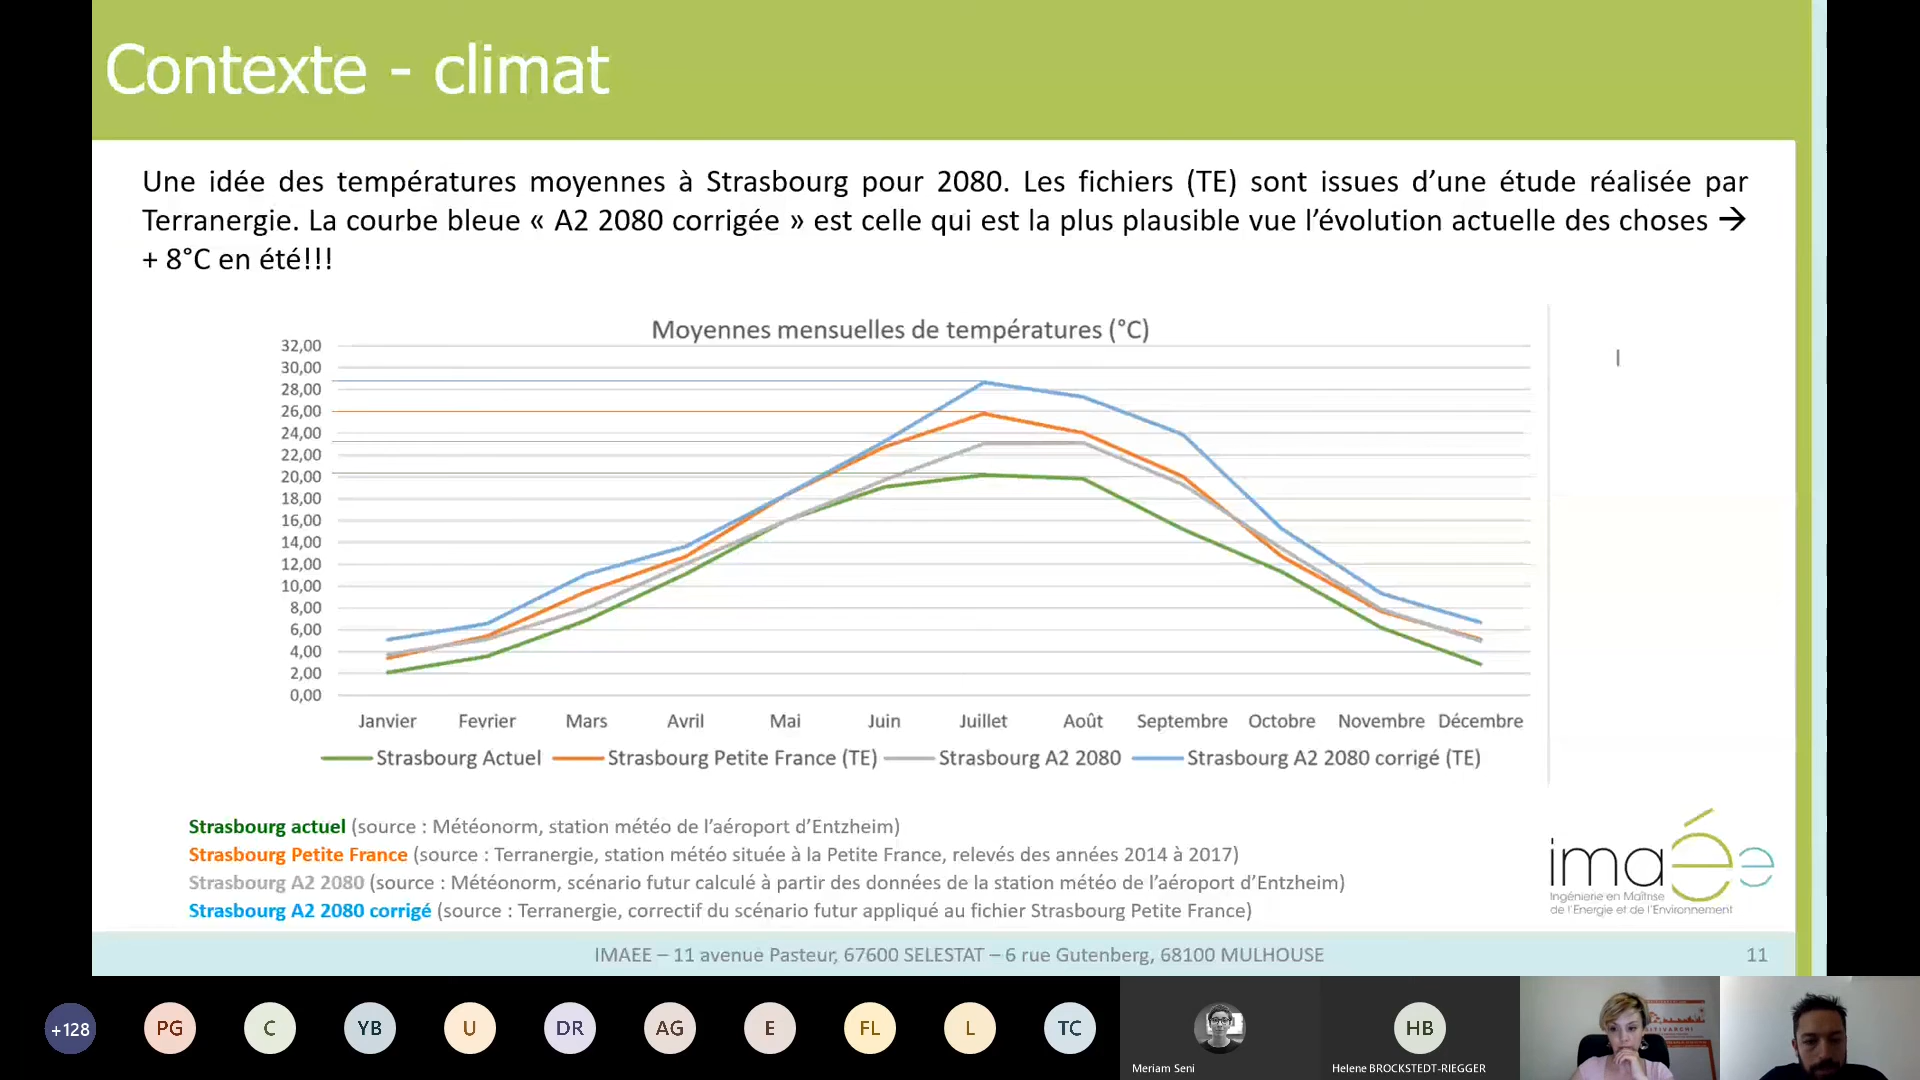 Contexte - climat
Une idée des températures moyennes à Strasbourg pour 2080. Les fichiers (TE) sont issues d’une étude réalisée par
Terranergie. La courbe bleue « A2 2080 corrigée » est celle qui est la plus plausible vue l’évolution actuelle des choses →
+ 8°C en été!!!
Moyennes mensuelles de températures (°C)
32,00
30,00
28,00
26,00
24,00
22,00
20,00
18,00
16,00
14,00
12,00
10,00
8,00
6,00
4,00
2,00
0,00
Janvier Fevrier Mars Avril Mai Juin Juillet Août Septembre Octobre Novembre Décembre
Strasbourg Actuel Strasbourg Petite France (TE) Strasbourg A2 2080 Strasbourg A2 2080 corrigé (TE)
Strasbourg actuel (source : Météonorm, station météo de l’aéroport d’Entzheim)
Strasbourg Petite France (source : Terranergie, station météo située à la Petite France, relevés des années 2014 à 2017)
Strasbourg A2 2080 (source : Météonorm, scénario futur calculé à partir des données de la station météo de l’aéroport d’Entzheim)
Strasbourg A2 2080 corrigé (source : Terranergie, correctif du scénario futur appliqué au fichier Strasbourg Petite France)
imaée
Ingénierie en Maîtrise
de l’Energie et de l’Environnement
IMAEE – 11 avenue Pasteur, 67600 SELESTAT – 6 rue Gutenberg, 68100 MULHOUSE 11
+128 PG C YB U DR AG E FL L TC HB
Meriam Seni Helene BROCKSTEDT-RIEGGER